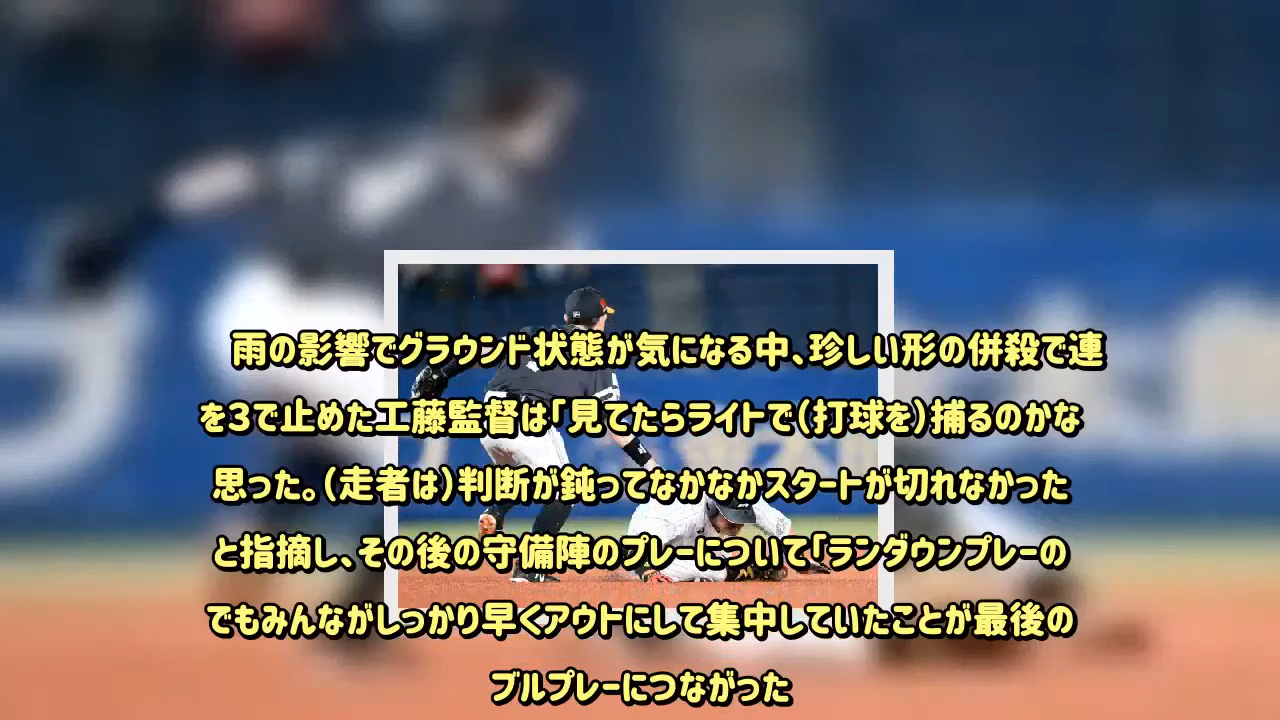 雨の影響でグラウンド状態が気になる中、珍しい形の併殺で連
を3で止めた工藤監督は「見てたらライトで(打球を)捕るのかな
思った。(走者は)判断が鈍ってなかなかスタートが切れなかった
と指摘し、その後の守備陣のプレーについて「ランダウンプレーの
でもみんながしっかり早くアウトにして集中していたことが最後の
ブルプレーにつながった